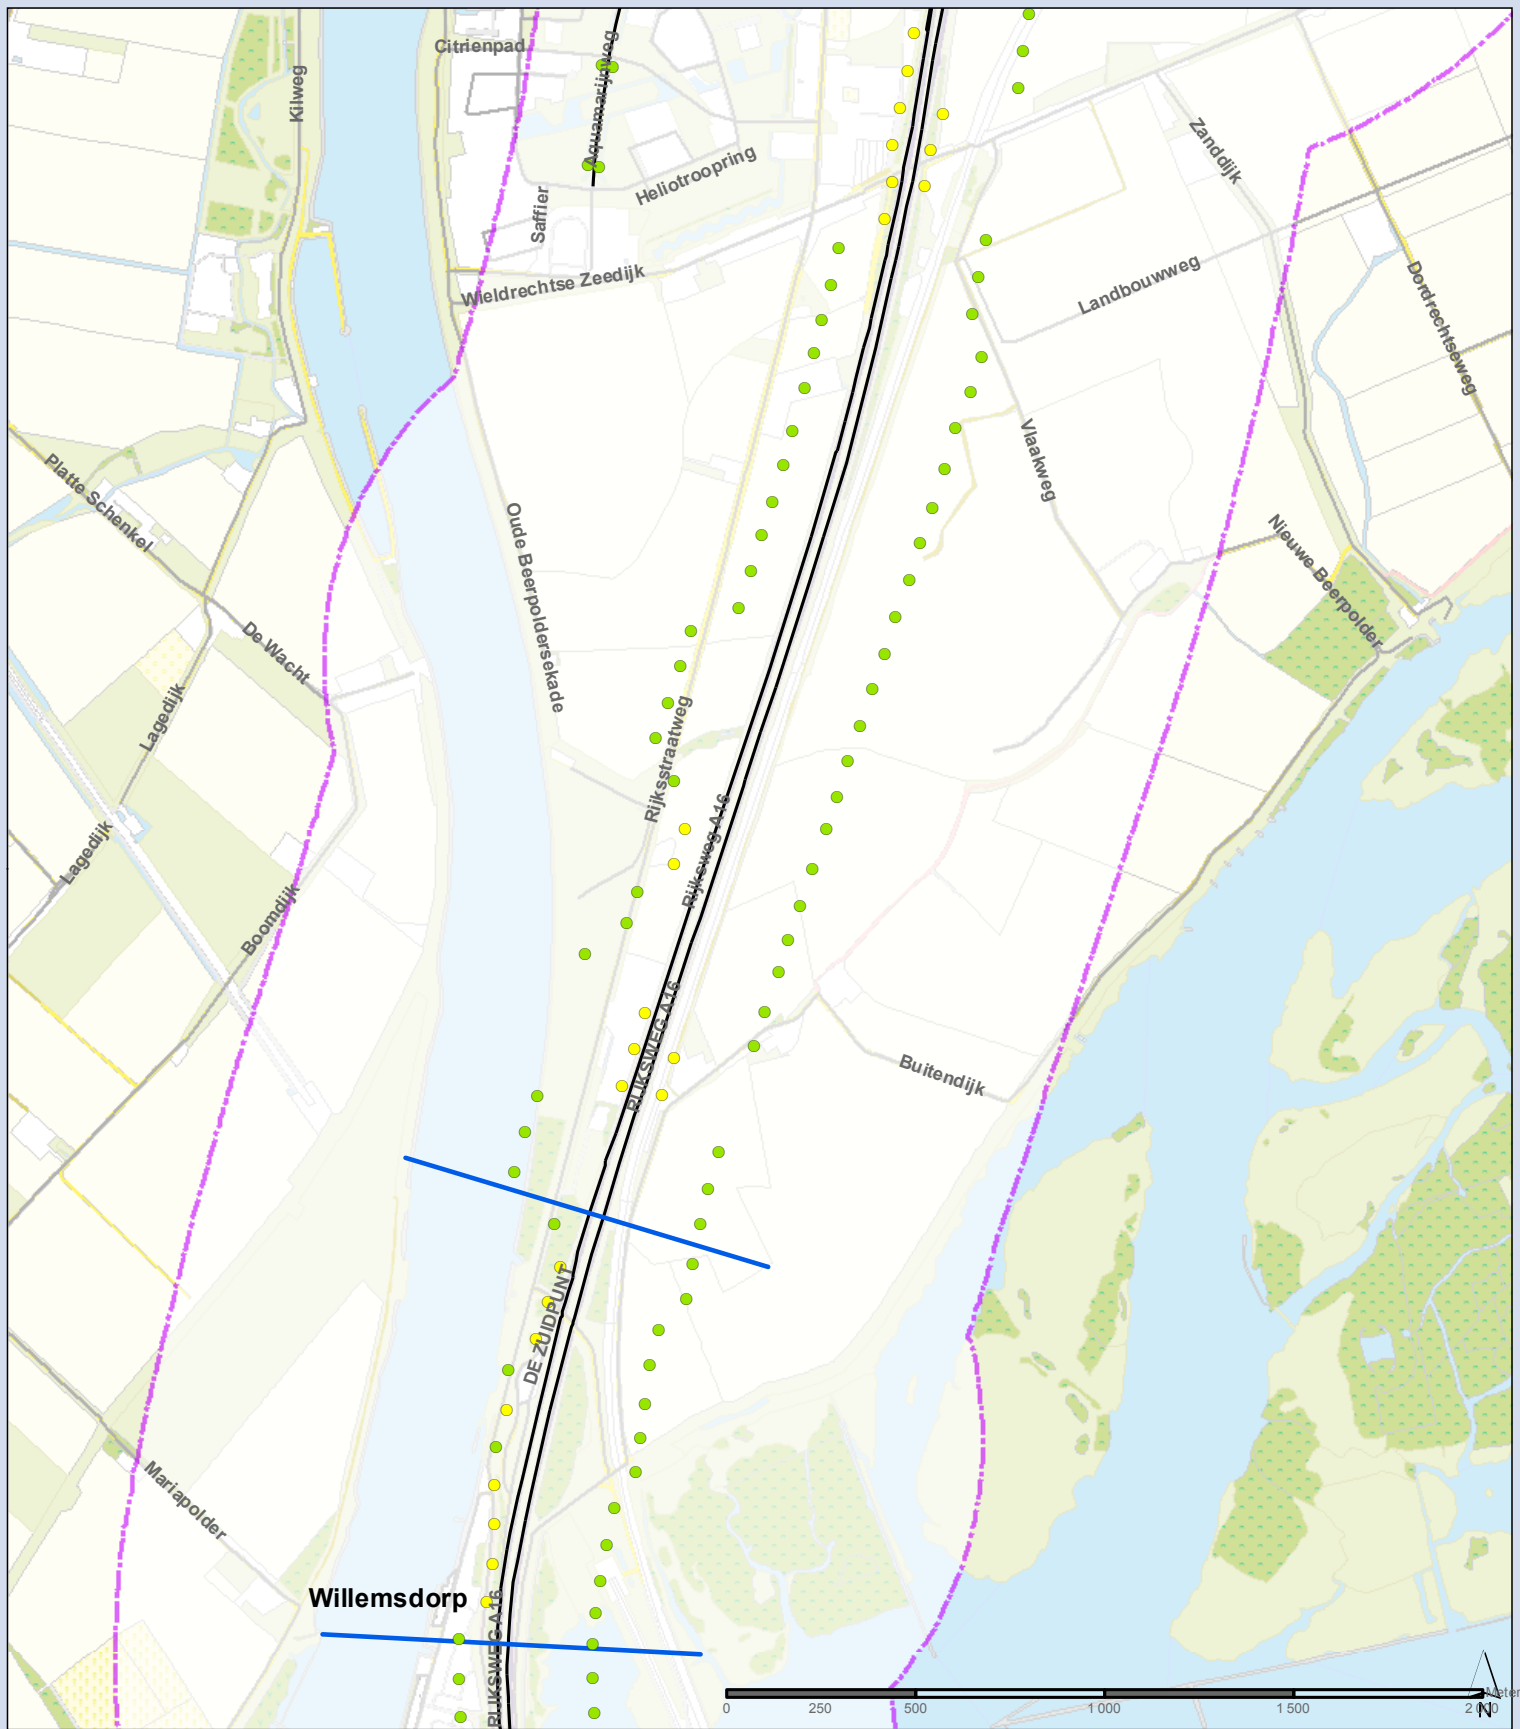 Citrienpad
Kilweg
Aquamarijnweg
Heliotroopring
Saffier
Zanddijk
Wieldrechtse Zeedijk
Landbouwweg
Dordrechtseweg
Platte Schenkel
Vlaakweg
Oude Beerpoldersekade
Nieuwe Beerpolder
De Wacht
Lagedijk
Rijksstraatweg
Lagedijk
Rijksweg A16
Boomdijk
RIJKSWEG A16
Buitendijk
DE ZUIDPUNT
Mariapolder
Willemsdorp
RIJKSWEG A16
0 250 500 1 000 1 500 2 000
Meter
N